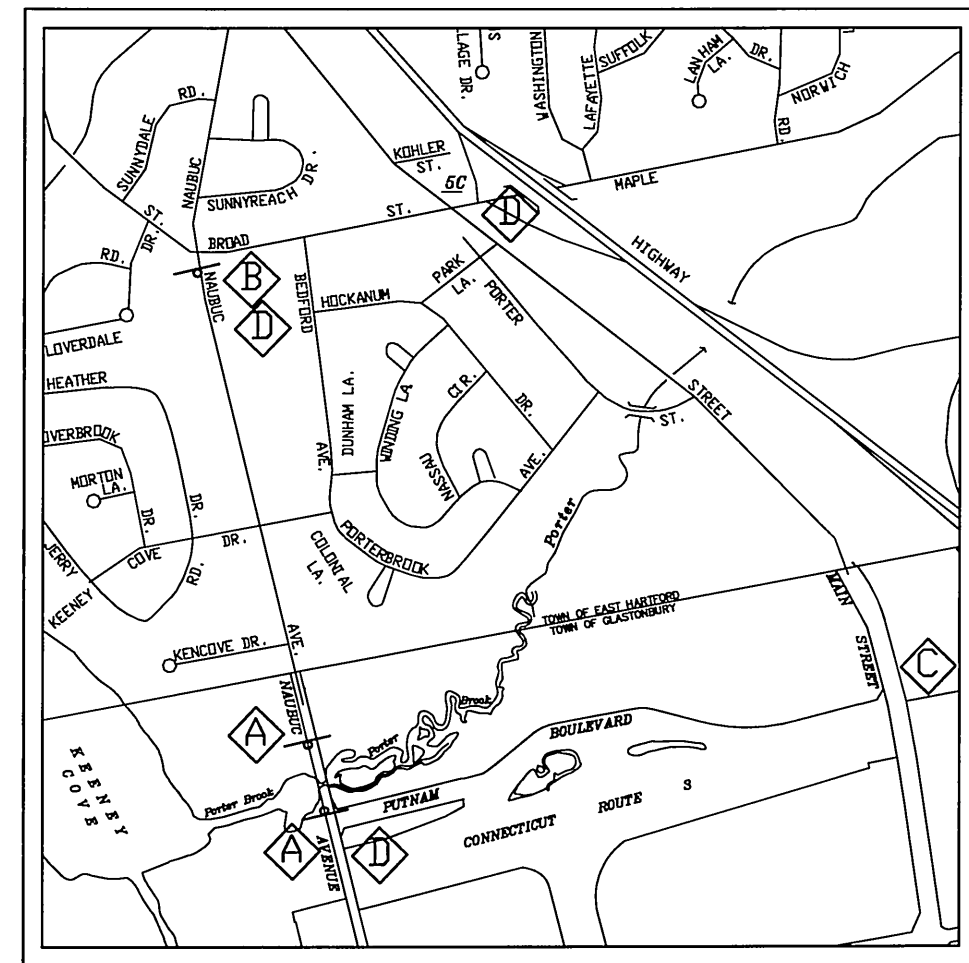 S
LLAGE DR.
WASHINGTON
LAFAYETTE
SUFFOLK
LANHAM
LA.
DR.
NORWICH
RD.
RD.
SUNNYDALE
NAUBUC
SUNNYREACH DR.
KOHLER
ST.
5C
MAPLE
ST.
ST.
BROAD
D
HIGHWAY
RD.
DR.
B
NAUBUC
D
BEDFORD
PARK
LA.
HOCKANUM
PORTER
LOVERDALE
HEATHER
STREET
ST.
DUNHAM LA.
WINDING LA.
CIR.
DR.
OVERBROOK
AVE.
NASSAU
AVE.
MORTON
LA.
DR.
DR.
Porter
PORTERBROOK
COVE
DR.
COLONIAL
LA.
JERRY
KEENEY
RD.
MAIN
STREET
TOWN OF EAST HARTFORD
TOWN OF GLASTONBURY
AVE.
KENCOVE DR.
C
NAUBUC
A
Brook
Porter
BOULEVARD
KEENEY
COVE
Porter Brook
PUTNAM
CONNECTICUT ROUTE 3
A
D
AVENUE